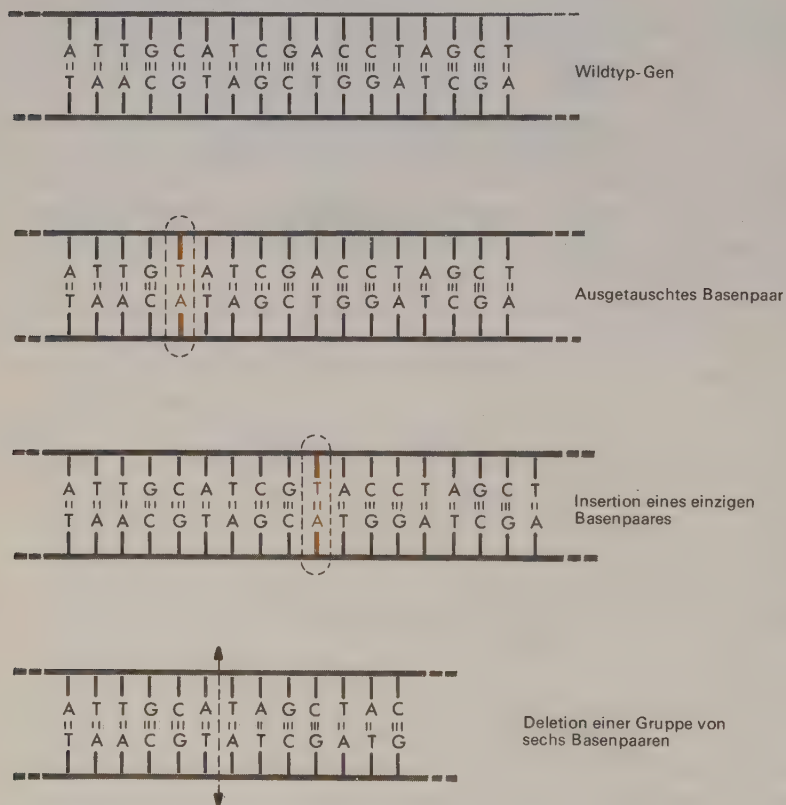 A T T G C A T C G A C C T A G C T
T A A C G T A G C T G G A T C G A
Wildtyp-Gen
A T T G T A T C G A C C T A G C T
T A A C A T A G C T G G A T C G A
Ausgetauschtes Basenpaar
A T T G C A T C G T A C C T A G C T
T A A C G T A G C A T G G A T C G A
Insertion eines einzigen
Basenpaares
A T T G C A T A G C T A C
T A A C G T A T C G A T G
Deletion einer Gruppe von
sechs Basenpaaren